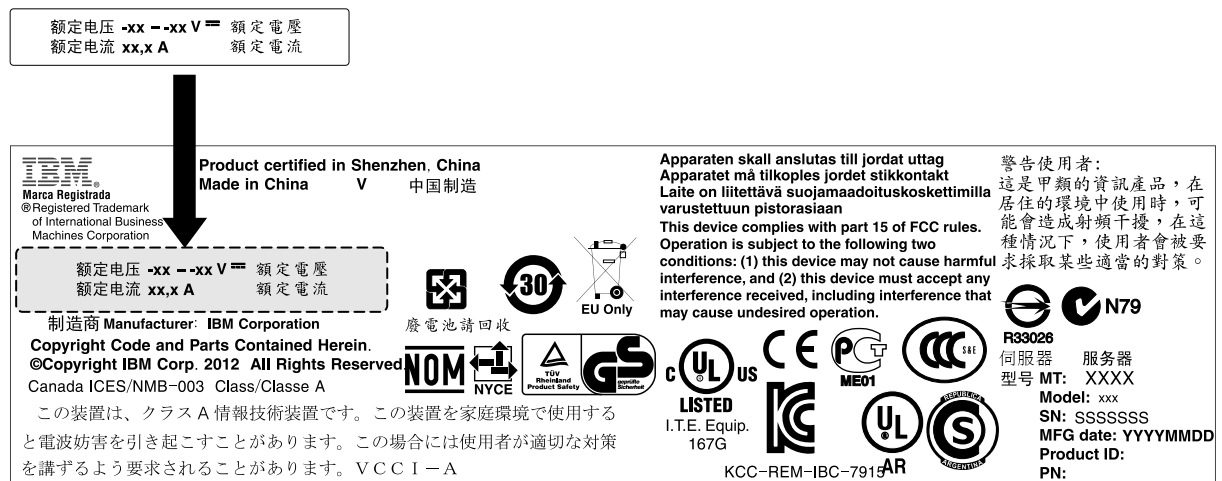 额定电压 -xx – -xx V 額定電壓
额定电流 xx,x A 額定電流
IBM®
Marca Registrada
® Registered Trademark
of International Business
Machines Corporation
Product certified in Shenzhen, China
Made in China V 中国制造
额定电压 -xx – -xx V 額定電壓
额定电流 xx,x A 額定電流
制造商 Manufacturer: IBM Corporation
Copyright Code and Parts Contained Herein.
©Copyright IBM Corp. 2012 All Rights Reserved.
Canada ICES/NMB-003 Class/Classe A
この装置は、クラスA情報技術装置です。この装置を家庭環境で使用する
と電波妨害を引き起こすことがあります。この場合には使用者が適切な対策
を講ずるよう要求されることがあります。VCCI-A
廢電池請回收
30
EU Only
NOM
NYCE
TÜV
Rheinland
Product Safety
GS
geprüfte
Sicherheit
Apparaten skall anslutas till jordat uttag
Apparatet må tilkoples jordet stikkontakt
Laite on liitettävä suojamaadoituskoskettimilla
varustettuun pistorasiaan
This device complies with part 15 of FCC rules.
Operation is subject to the following two
conditions: (1) this device may not cause harmful
interference, and (2) this device must accept any
interference received, including interference that
may cause undesired operation.
C UL US
LISTED
I.T.E. Equip.
167G
CE
PCT
ME01
CCC S&E
KC
KCC-REM-IBC-7915
UL
AR
REPUBLICA
S
ARGENTINA
警告使用者:
這是甲類的資訊產品,在
居住的環境中使用時,可
能會造成射頻干擾,在這
種情況下,使用者會被要
求採取某些適當的對策。
R33026
N79
伺服器 服务器
型号 MT: XXXX
Model: xxx
SN: SSSSSSS
MFG date: YYYYMMDD
Product ID:
PN: